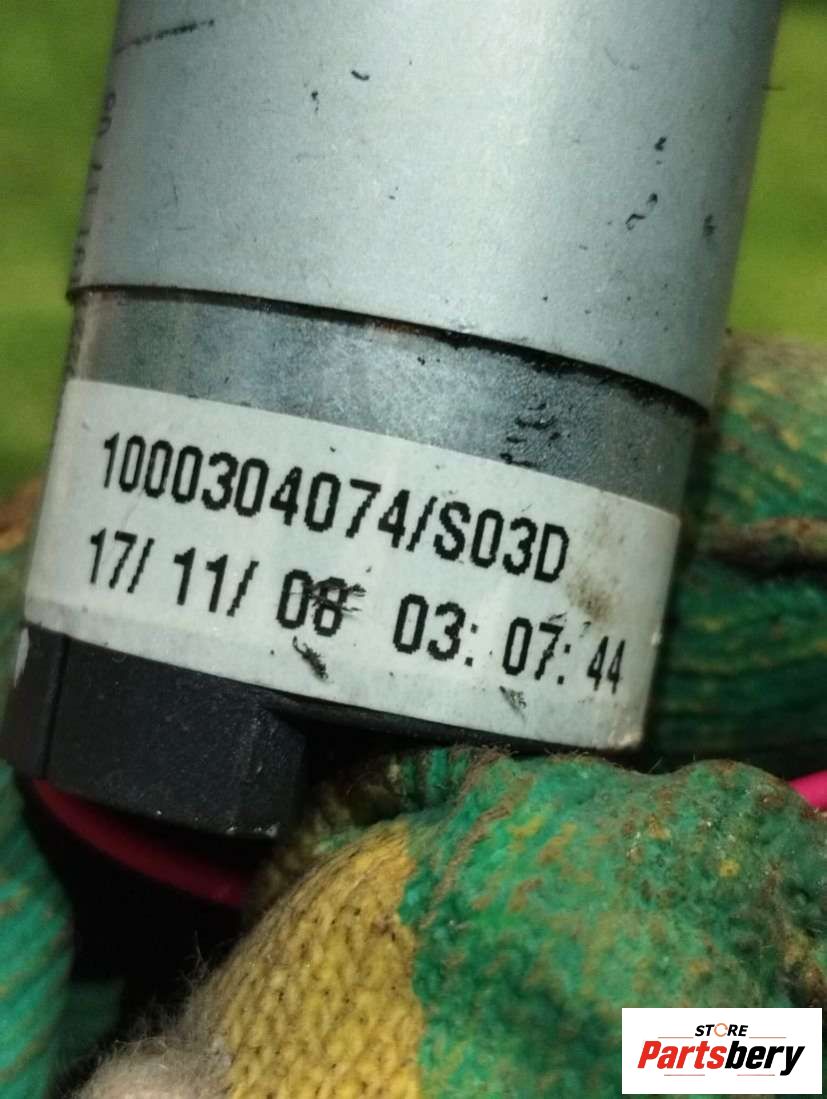 1000304074/S03D
17/ 11/ 08 03: 07: 44
STORE
Partsbery